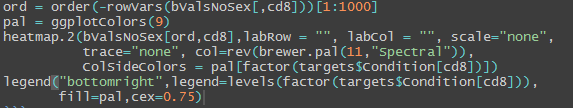 ord = order(-rowVars(bValsNoSex[,cd8]))[1:1000]
pal = ggplotColors(9)
heatmap.2(bValsNoSex[ord,cd8],labRow = "", labCol = "", scale="none",
trace="none", col=rev(brewer.pal(11,"Spectral")),
ColSideColors = pal[factor(targets$Condition[cd8])])
legend("bottomright",legend=levels(factor(targets$Condition[cd8])),
fill=pal,cex=0.75)